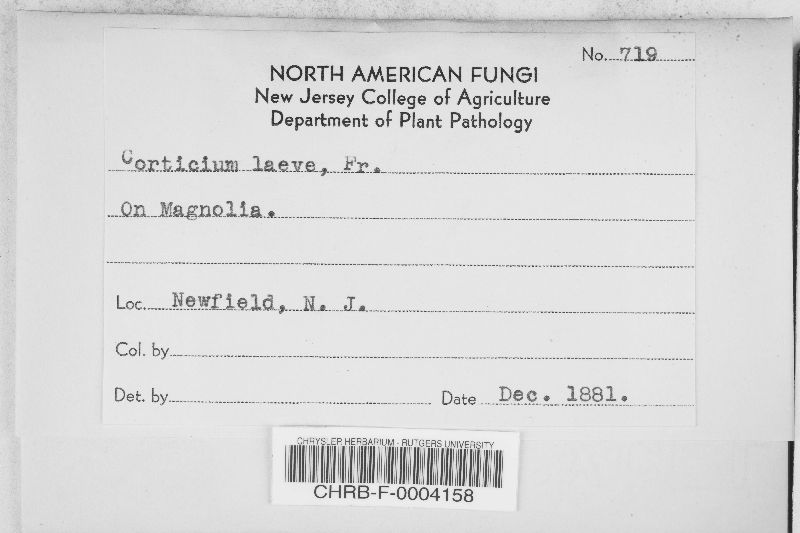 No. 719
NORTH AMERICAN FUNGI
New Jersey College of Agriculture
Department of Plant Pathology
Corticium laeve, Fr.
On Magnolia.
Loc. Newfield, N. J.
Col. by
Det. by Date Dec. 1881.
CHRYSLER HERBARIUM - RUTGERS UNIVERSITY
CHRB-F-0004158